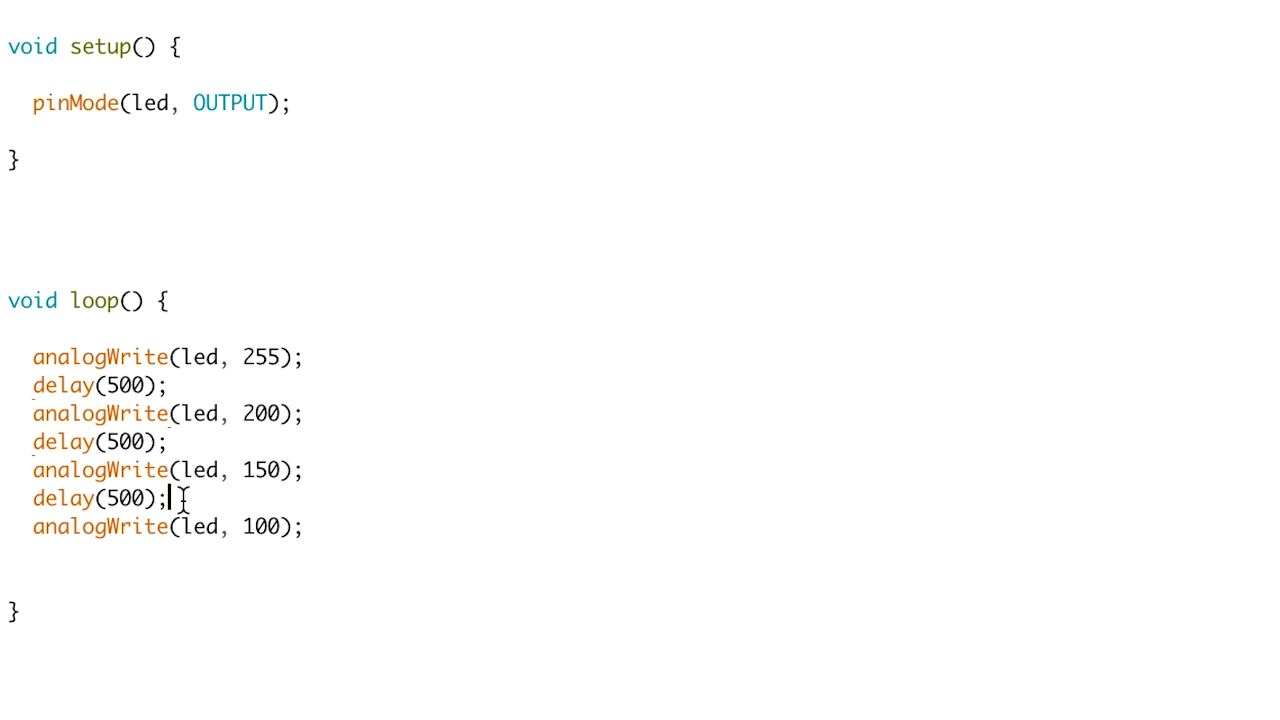 void setup() {
pinMode(led, OUTPUT);
}
void loop() {
analogWrite(led, 255);
delay(500);
analogWrite(led, 200);
delay(500);
analogWrite(led, 150);
delay(500);
analogWrite(led, 100);
}